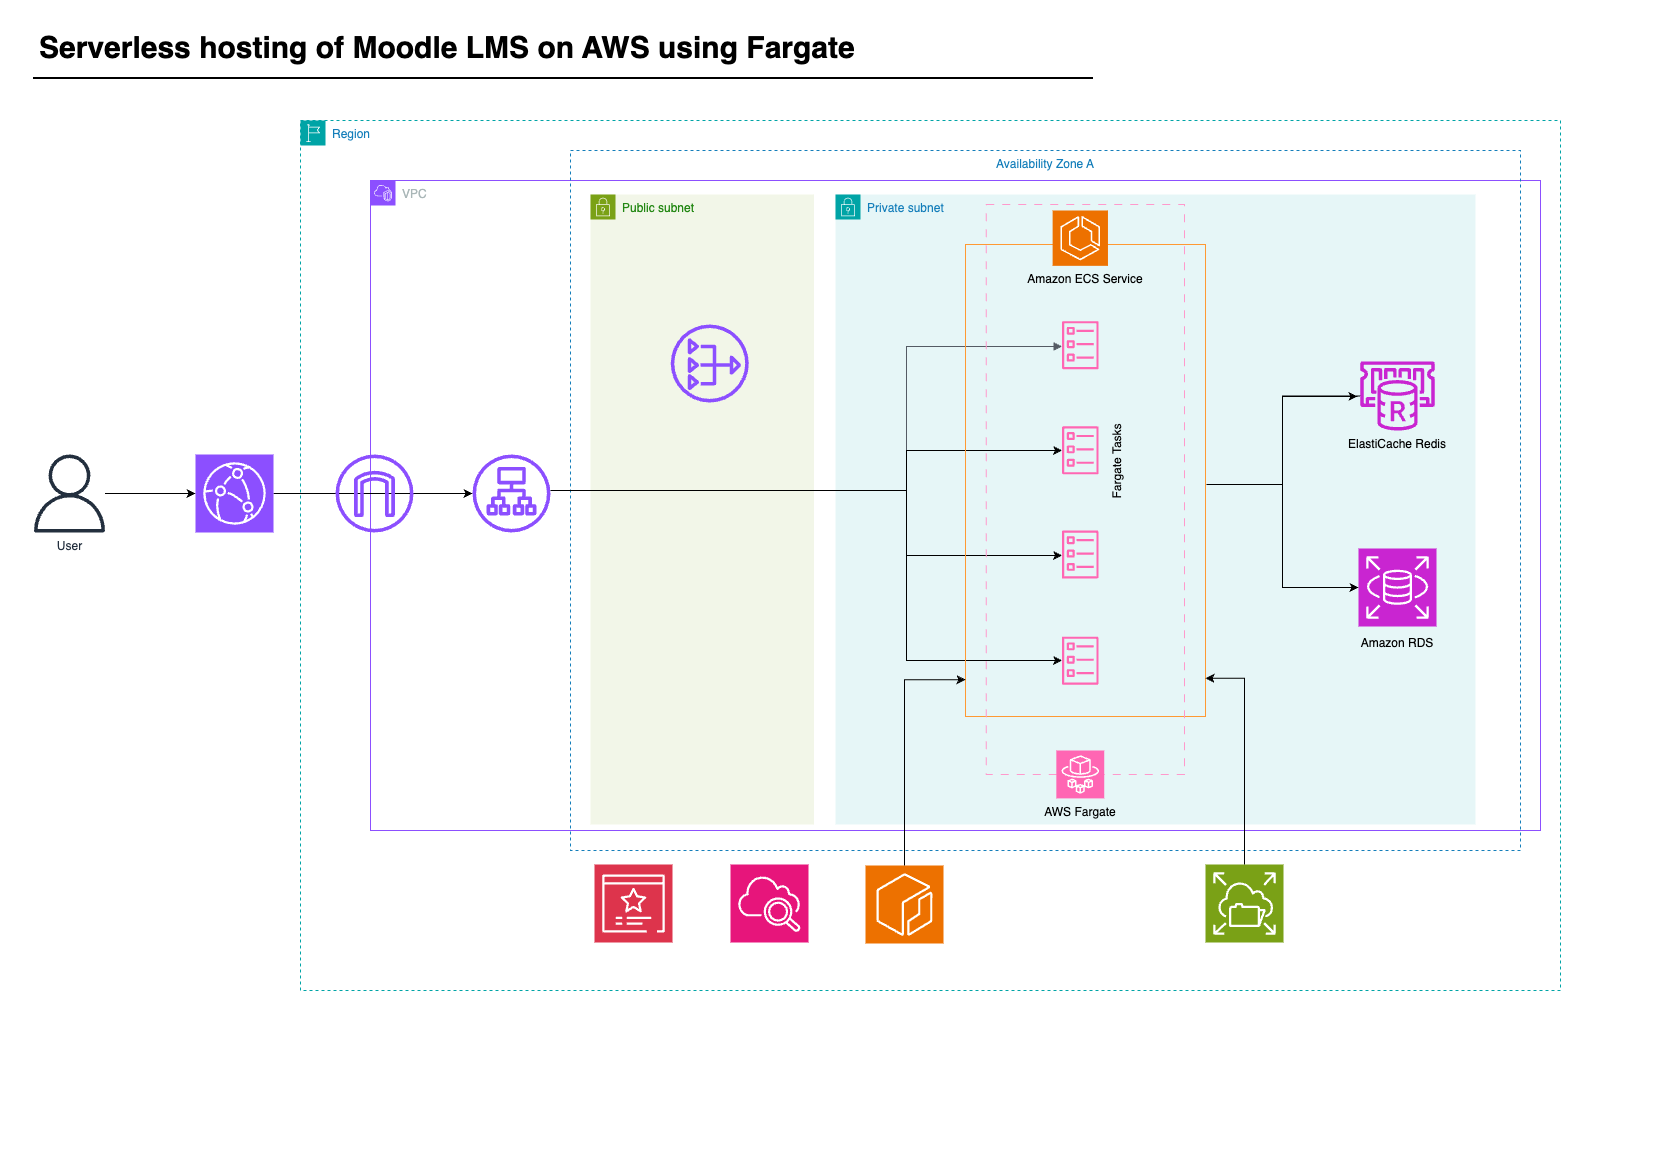 Serverless hosting of Moodle LMS on AWS using Fargate
Region
Availability Zone A
VPC
Public subnet
Private subnet
Amazon ECS Service
Fargate Tasks
R
ElastiCache Redis
User
Amazon RDS
AWS Fargate